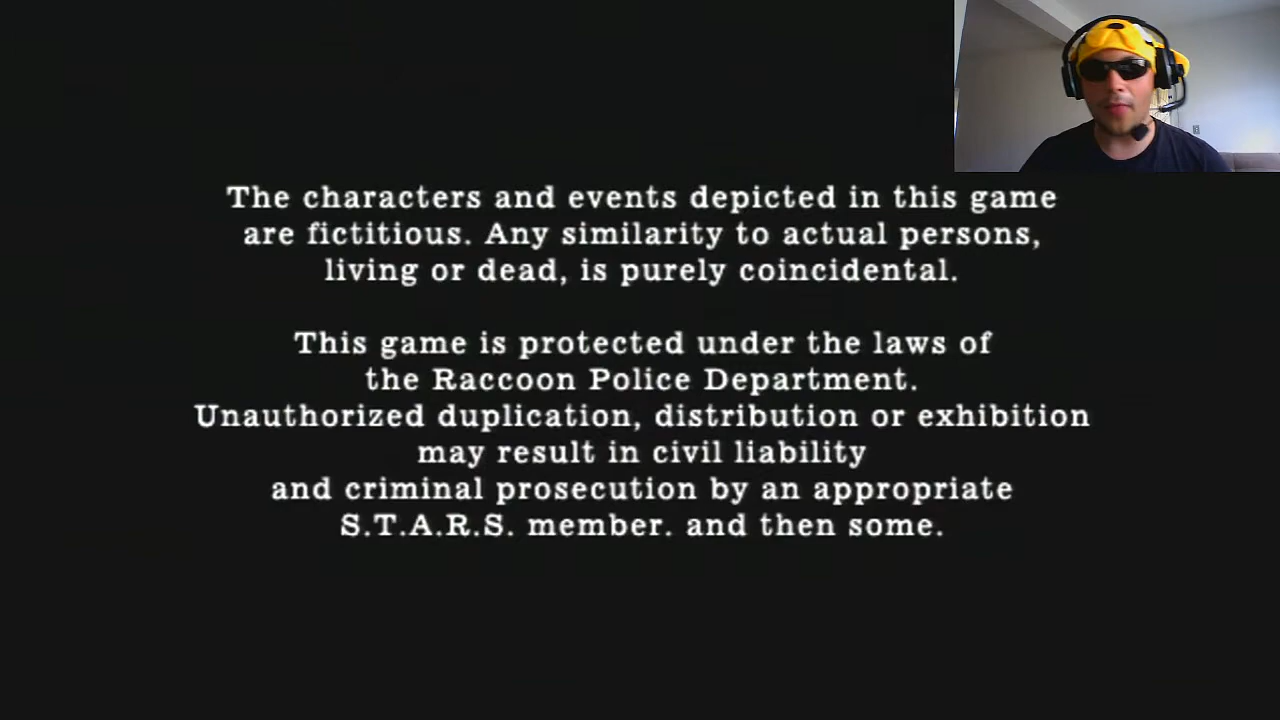 The characters and events depicted in this game
are fictitious. Any similarity to actual persons,
living or dead, is purely coincidental.
This game is protected under the laws of
the Raccoon Police Department.
Unauthorized duplication, distribution or exhibition
may result in civil liability
and criminal prosecution by an appropriate
S.T.A.R.S. member. and then some.